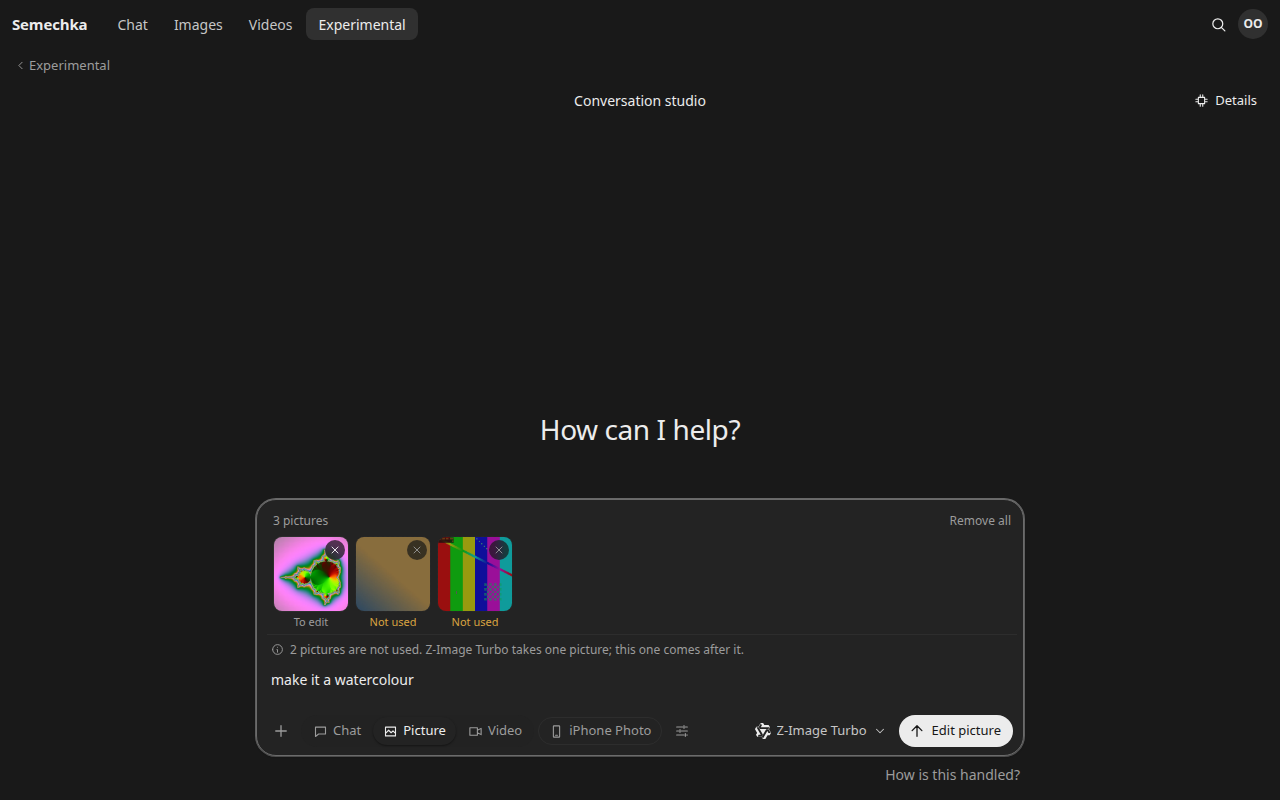 Semechka Chat Images Videos Experimental OO
Experimental
Conversation studio Details
How can I help?
3 pictures Remove all
To edit Not used Not used
2 pictures are not used. Z-Image Turbo takes one picture; this one comes after it.
make it a watercolour
Chat Picture Video iPhone Photo Z-Image Turbo Edit picture
How is this handled?